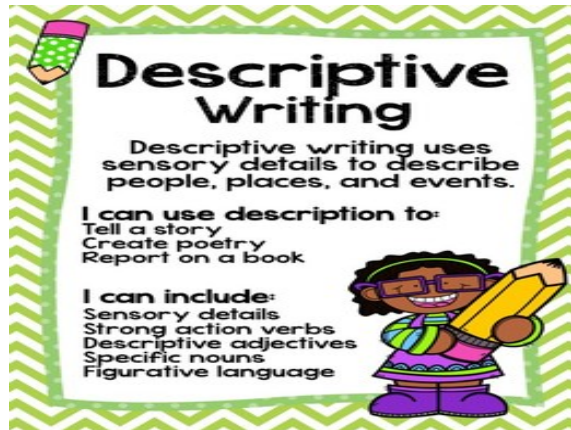 Descriptive
Writing
Descriptive writing uses
sensory details to describe
people, places, and events.
I can use description to:
Tell a story
Create poetry
Report on a book
I can include:
Sensory details
Strong action verbs
Descriptive adjectives
Specific nouns
Figurative language